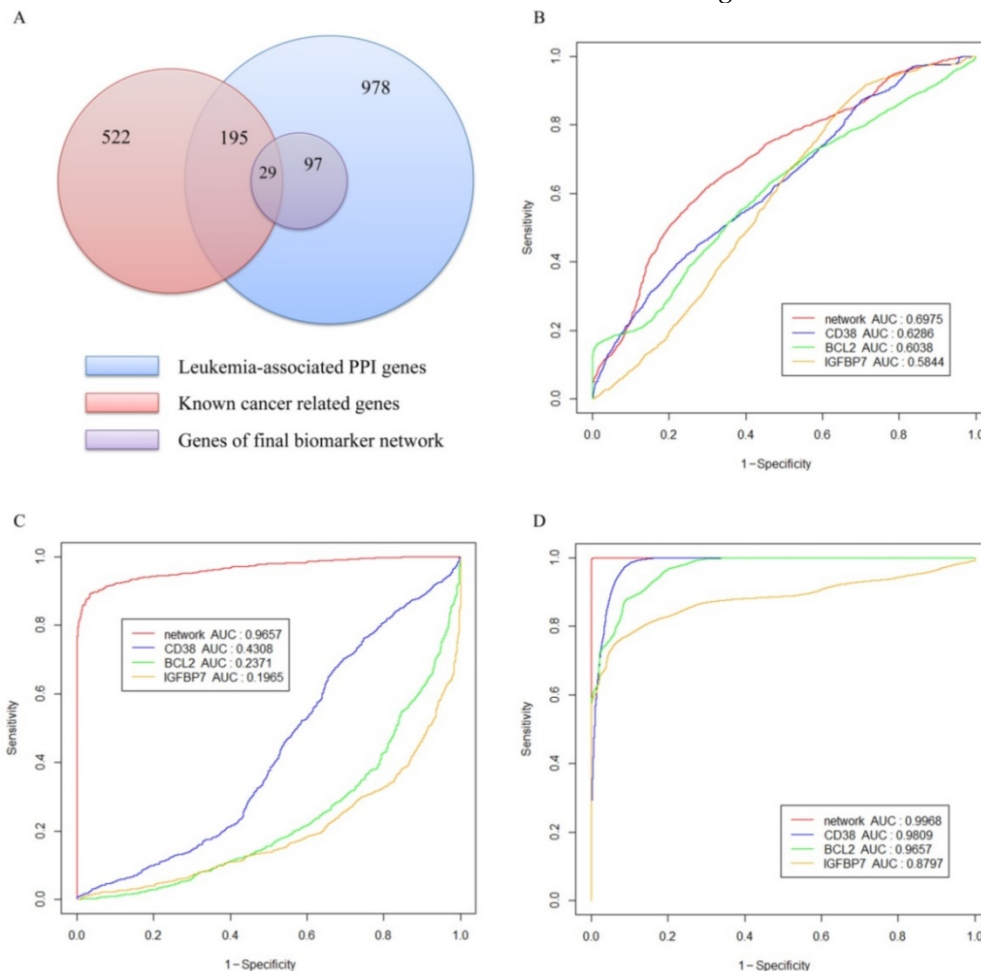 A
978
522
195
29
97
Leukemia-associated PPI genes
Known cancer related genes
Genes of final biomarker network
B
1.0
0.8
0.6
0.4
0.2
0.0
Sensitivity
network AUC : 0.6975
CD38 AUC : 0.6286
BCL2 AUC : 0.6038
IGFBP7 AUC : 0.5844
0.0 0.2 0.4 0.6 0.8 1.0
1−Specificity
C
1.0
0.8
0.6
0.4
0.2
0.0
Sensitivity
network AUC : 0.9657
CD38 AUC : 0.4308
BCL2 AUC : 0.2371
IGFBP7 AUC : 0.1965
0.0 0.2 0.4 0.6 0.8 1.0
1−Specificity
D
1.0
0.8
0.6
0.4
0.2
0.0
Sensitivity
network AUC : 0.9968
CD38 AUC : 0.9809
BCL2 AUC : 0.9657
IGFBP7 AUC : 0.8797
0.0 0.2 0.4 0.6 0.8 1.0
1−Specificity